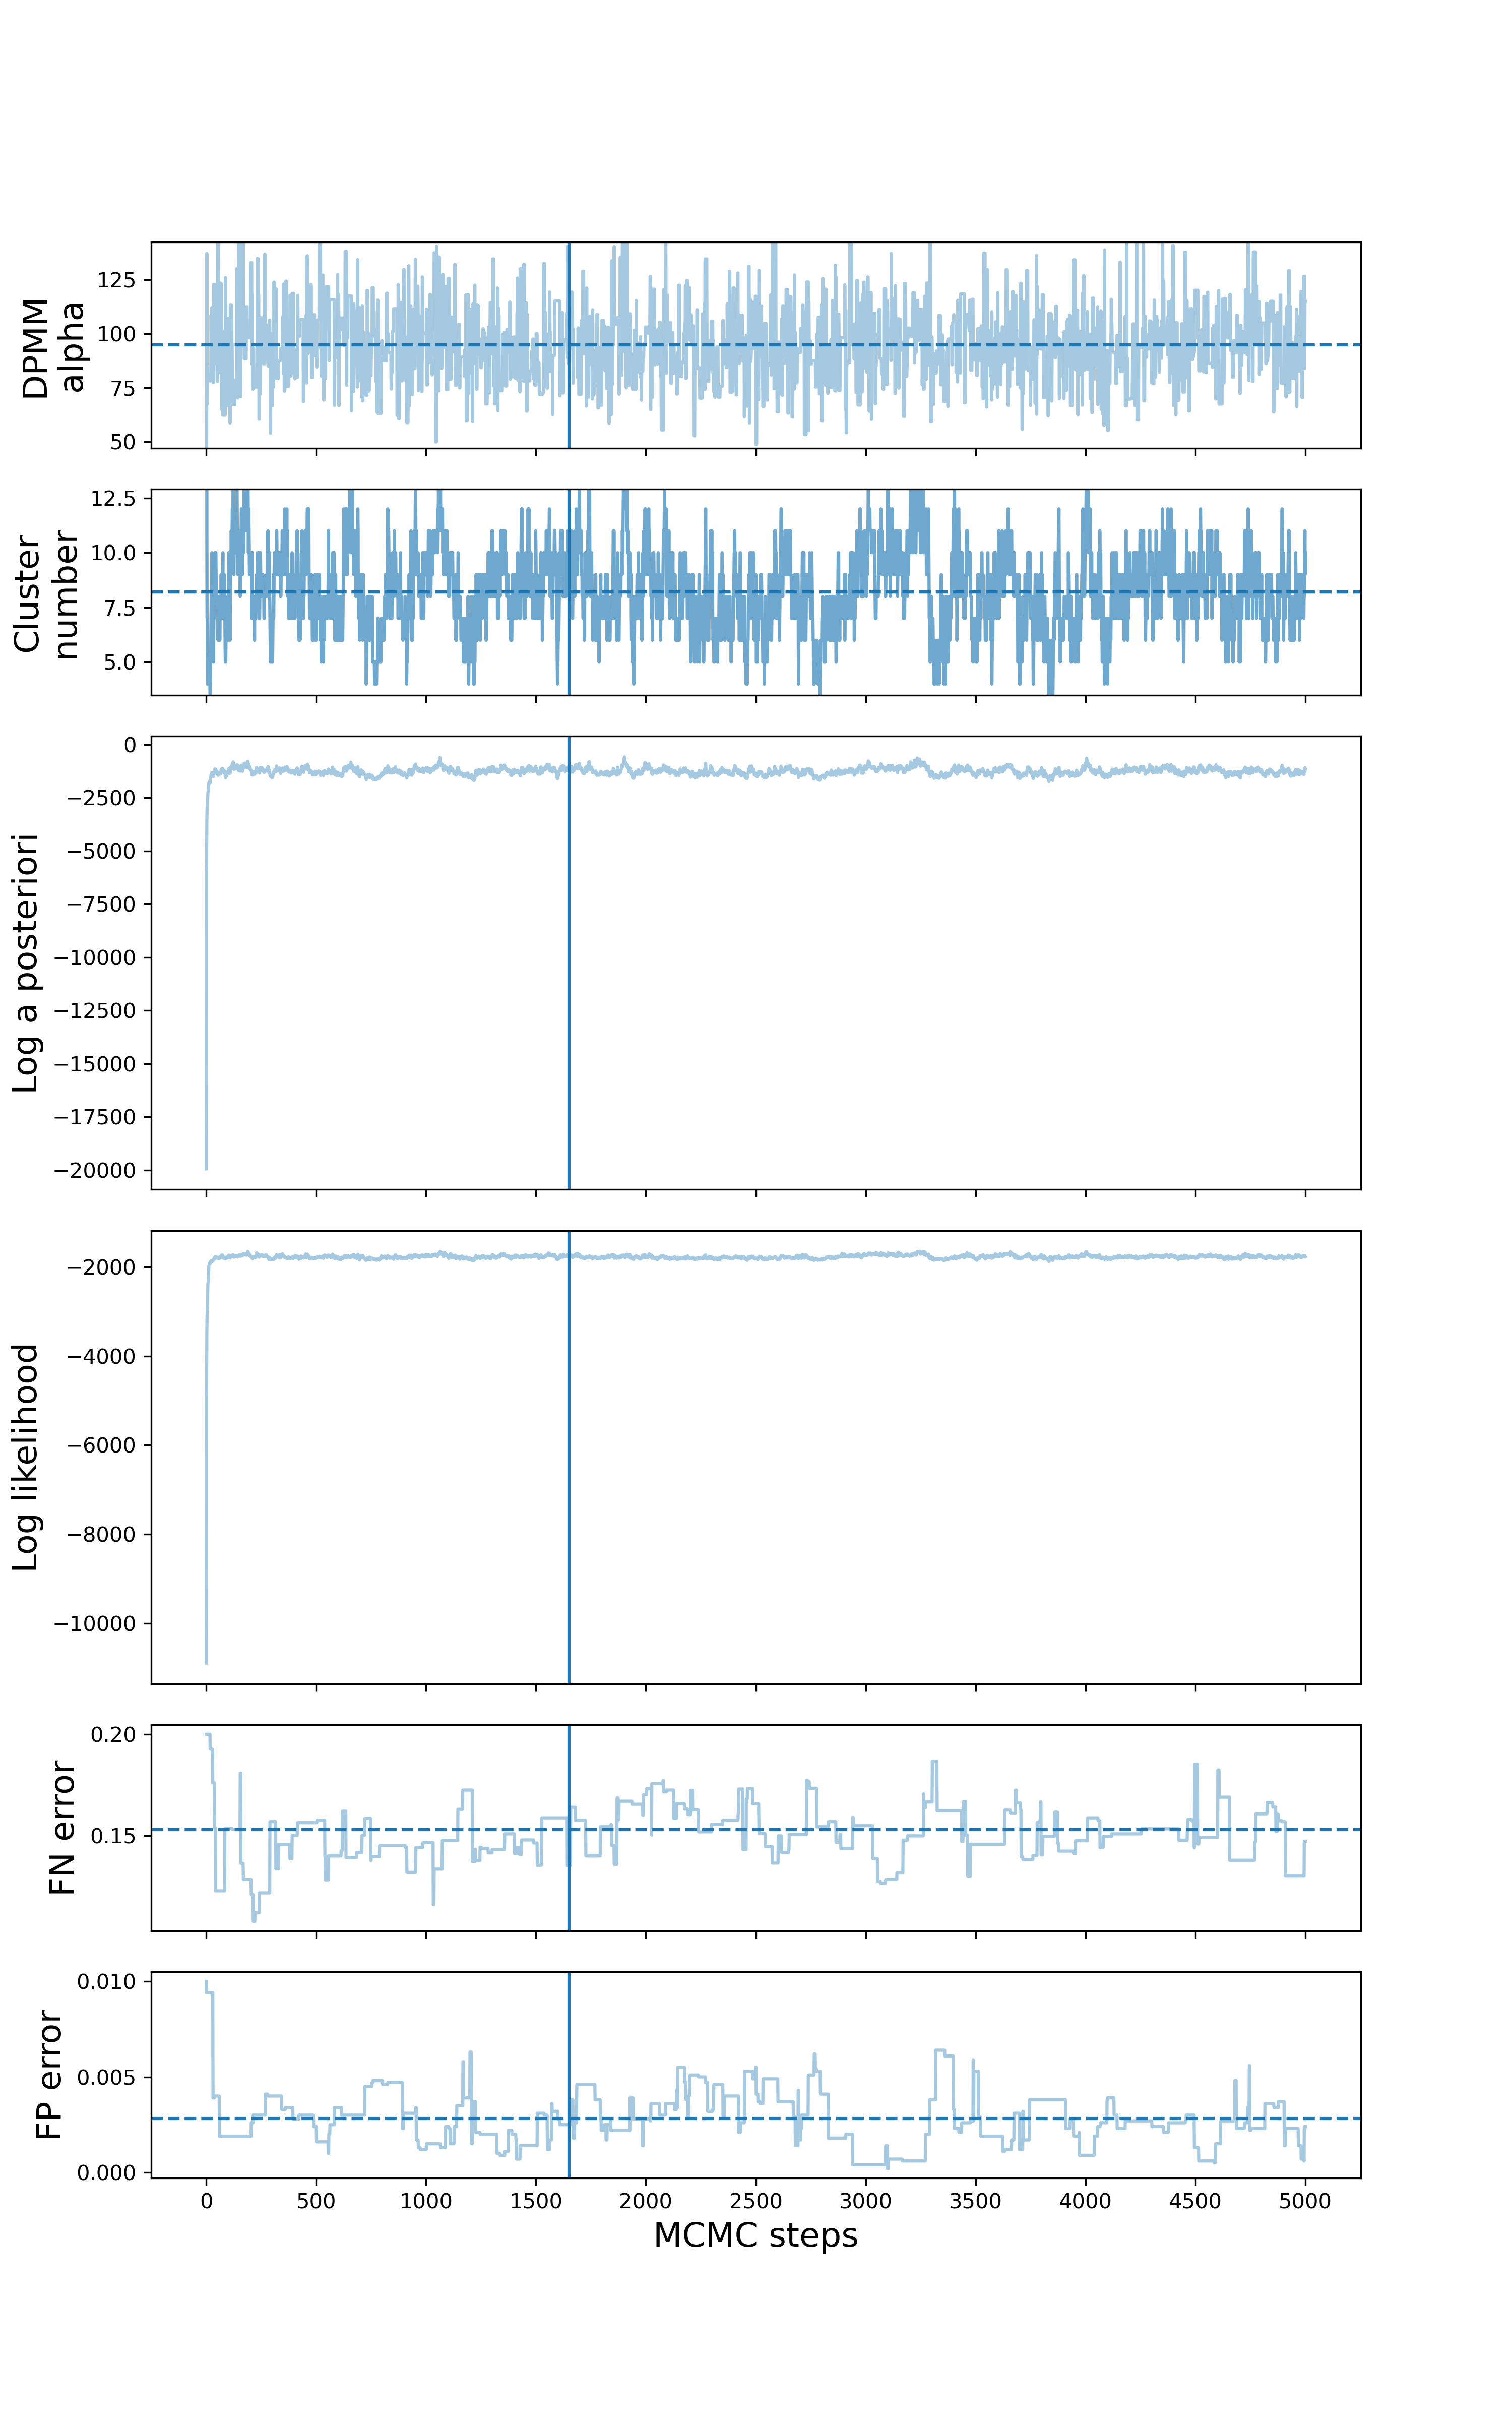 DPMM
alpha
125
100
75
50
Cluster
number
12.5
10.0
7.5
5.0
Log a posteriori
0
−2500
−5000
−7500
−10000
−12500
−15000
−17500
−20000
Log likelihood
−2000
−4000
−6000
−8000
−10000
FN error
0.20
0.15
FP error
0.010
0.005
0.000
0 500 1000 1500 2000 2500 3000 3500 4000 4500 5000
MCMC steps